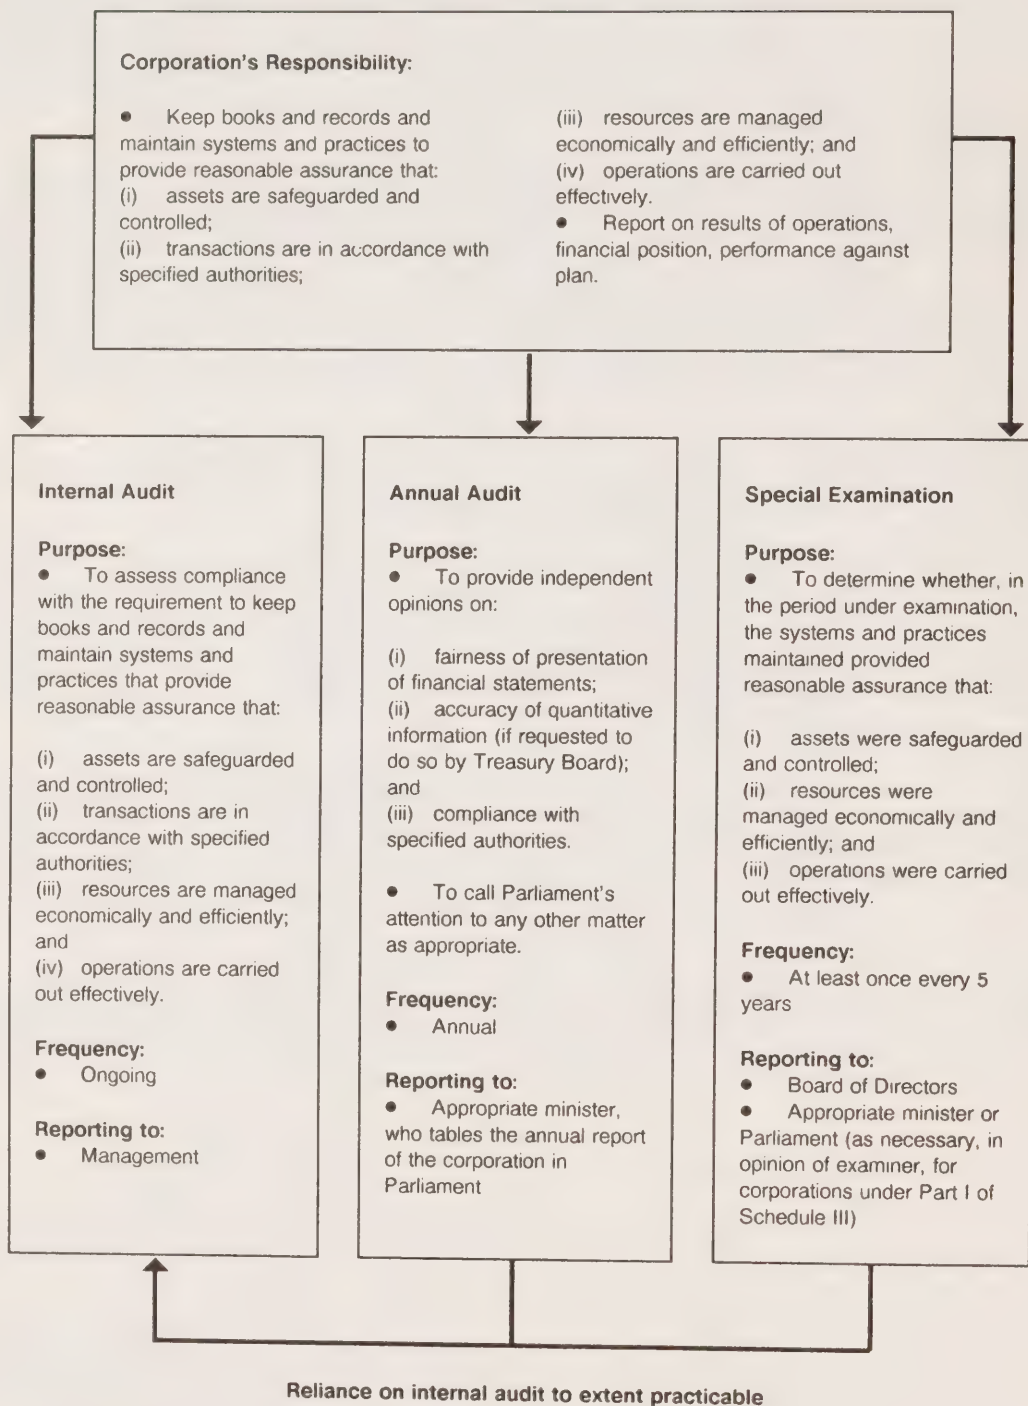 Corporation's Responsibility:
● Keep books and records and
maintain systems and practices to
provide reasonable assurance that:
(i) assets are safeguarded and
controlled;
(ii) transactions are in accordance with
specified authorities;
(iii) resources are managed
economically and efficiently; and
(iv) operations are carried out
effectively.
● Report on results of operations,
financial position, performance against
plan.
Internal Audit
Purpose:
● To assess compliance
with the requirement to keep
books and records and
maintain systems and
practices that provide
reasonable assurance that:
(i) assets are safeguarded
and controlled;
(ii) transactions are in
accordance with specified
authorities;
(iii) resources are managed
economically and efficiently;
and
(iv) operations are carried
out effectively.
Frequency:
● Ongoing
Reporting to:
● Management
Annual Audit
Purpose:
● To provide independent
opinions on:
(i) fairness of presentation
of financial statements;
(ii) accuracy of quantitative
information (if requested to
do so by Treasury Board);
and
(iii) compliance with
specified authorities.
● To call Parliament's
attention to any other matter
as appropriate.
Frequency:
● Annual
Reporting to:
● Appropriate minister,
who tables the annual report
of the corporation in
Parliament
Special Examination
Purpose:
● To determine whether, in
the period under examination,
the systems and practices
maintained provided
reasonable assurance that:
(i) assets were safeguarded
and controlled;
(ii) resources were
managed economically and
efficiently; and
(iii) operations were carried
out effectively.
Frequency:
● At least once every 5
years
Reporting to:
● Board of Directors
● Appropriate minister or
Parliament (as necessary, in
opinion of examiner, for
corporations under Part I of
Schedule III)
Reliance on internal audit to extent practicable